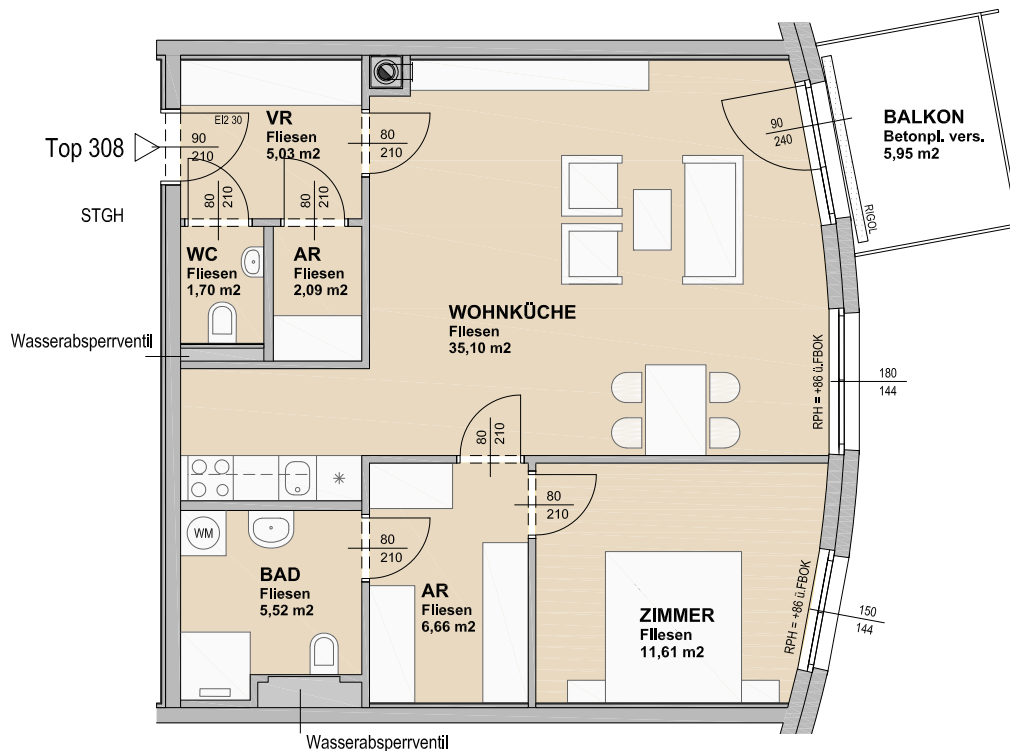 Top 308
STGH
90
210
EI2 30
VR
Fliesen
5,03 m2
80
210
80
210
80
210
WC
Fliesen
1,70 m2
AR
Fliesen
2,09 m2
Wasserabsperrventil
WOHNKÜCHE
Fliesen
35,10 m2
90
240
BALKON
Betonpl. vers.
5,95 m2
RIGOL
RPH = +86 ü.FBOK
180
144
80
210
80
210
WM
BAD
Fliesen
5,52 m2
80
210
AR
Fliesen
6,66 m2
ZIMMER
Fliesen
11,61 m2
RPH = +86 ü.FBOK
150
144
Wasserabsperrventil